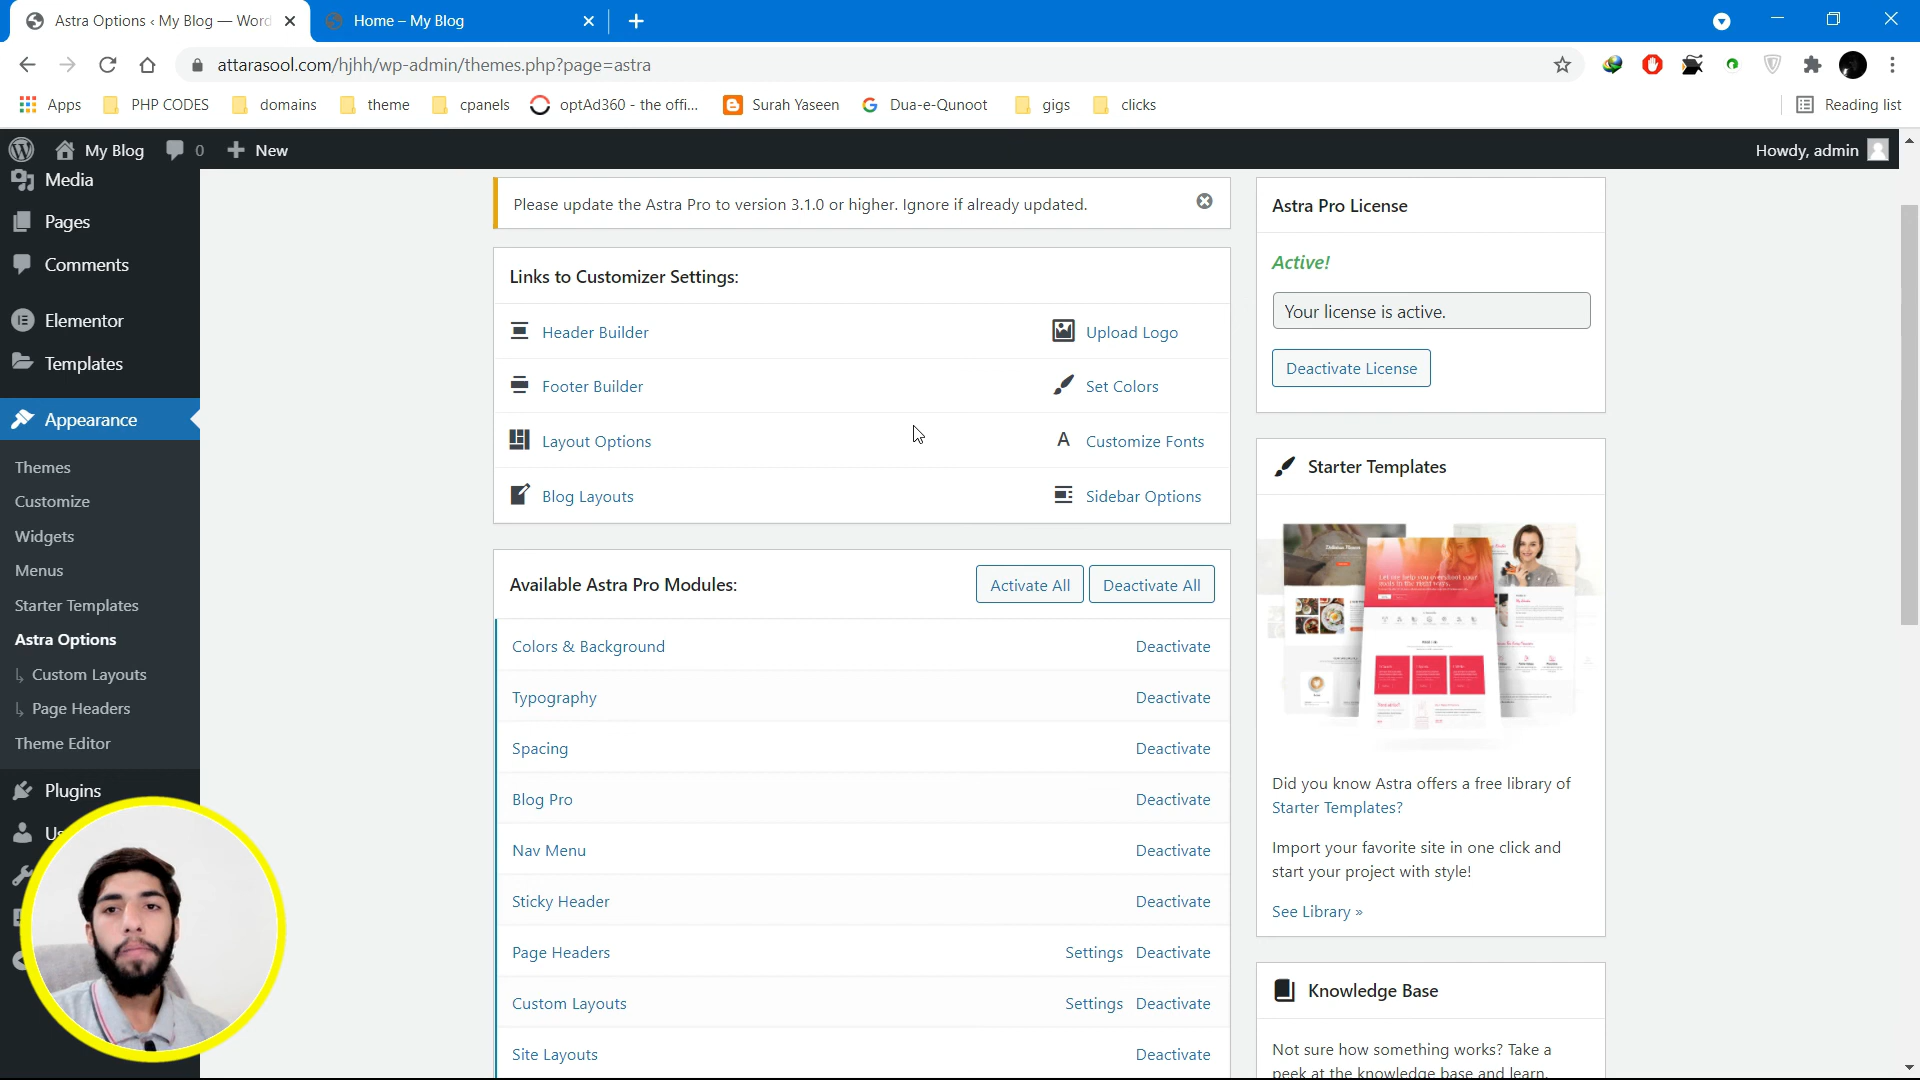 Astra Options ‹ My Blog — Word
Home – My Blog
attarasool.com/hjhh/wp-admin/themes.php?page=astra
Apps
PHP CODES
domains
theme
cpanels
optAd360 - the offi...
Surah Yaseen
Dua-e-Qunoot
gigs
clicks
Reading list
My Blog
0
New
Howdy, admin
Media
Pages
Comments
Elementor
Templates
Appearance
Themes
Customize
Widgets
Menus
Starter Templates
Astra Options
Custom Layouts
Page Headers
Theme Editor
Plugins
Please update the Astra Pro to version 3.1.0 or higher. Ignore if already updated.
Links to Customizer Settings:
Header Builder
Upload Logo
Footer Builder
Set Colors
Layout Options
Customize Fonts
Blog Layouts
Sidebar Options
Available Astra Pro Modules:
Activate All
Deactivate All
Colors & Background Deactivate
Typography Deactivate
Spacing Deactivate
Blog Pro Deactivate
Nav Menu Deactivate
Sticky Header Deactivate
Page Headers Settings Deactivate
Custom Layouts Settings Deactivate
Site Layouts Deactivate
Astra Pro License
Active!
Your license is active.
Deactivate License
Starter Templates
Did you know Astra offers a free library of
Starter Templates?
Import your favorite site in one click and
start your project with style!
See Library »
Knowledge Base
Not sure how something works? Take a
peek at the knowledge base and learn.